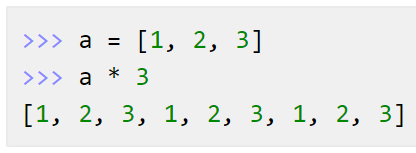 >>> a = [1, 2, 3]
>>> a * 3
[1, 2, 3, 1, 2, 3, 1, 2, 3]